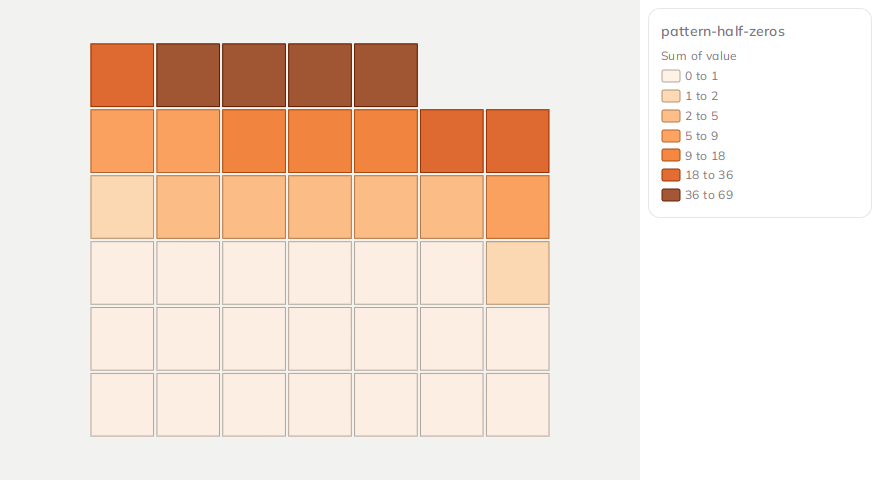 pattern-half-zeros
Sum of value
0 to 1
1 to 2
2 to 5
5 to 9
9 to 18
18 to 36
36 to 69